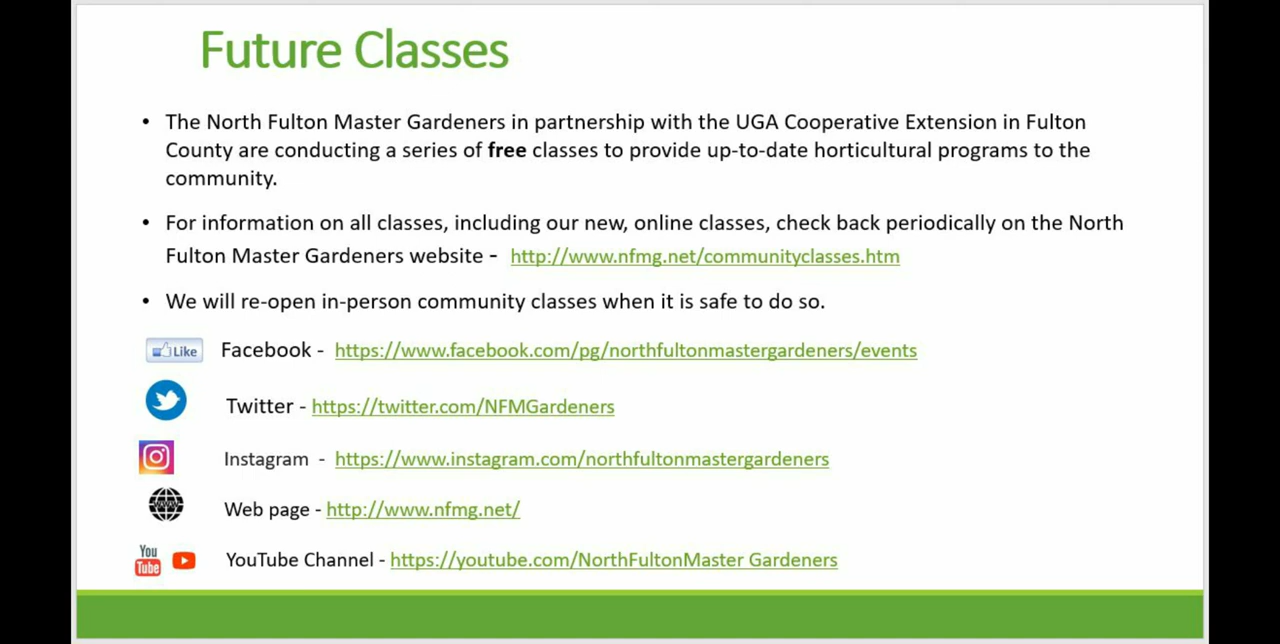 Future Classes
• The North Fulton Master Gardeners in partnership with the UGA Cooperative Extension in Fulton
County are conducting a series of free classes to provide up-to-date horticultural programs to the
community.
• For information on all classes, including our new, online classes, check back periodically on the North
Fulton Master Gardeners website - http://www.nfmg.net/communityclasses.htm
• We will re-open in-person community classes when it is safe to do so.
Like Facebook - https://www.facebook.com/pg/northfultonmastergardeners/events
Twitter - https://twitter.com/NFMGardeners
Instagram - https://www.instagram.com/northfultonmastergardeners
WWW Web page - http://www.nfmg.net/
You Tube YouTube Channel - https://youtube.com/NorthFultonMaster Gardeners